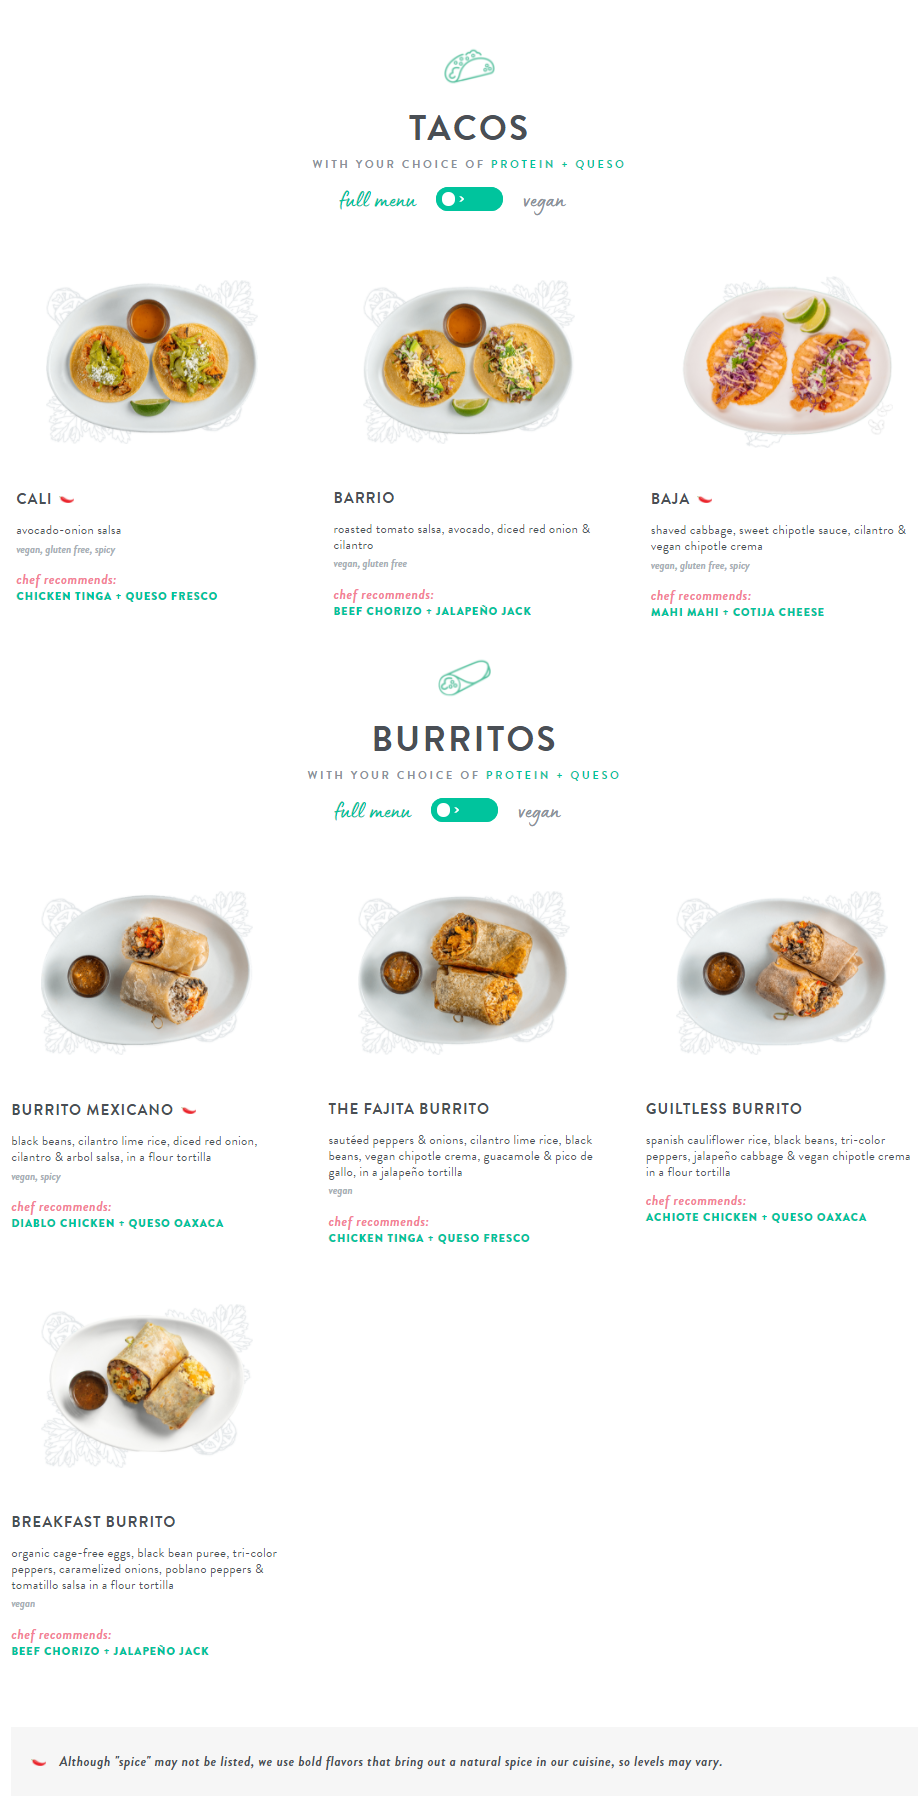 TACOS
WITH YOUR CHOICE OF PROTEIN + QUESO
full menu > vegan
CALI
avocado-onion salsa
vegan, gluten free, spicy
chef recommends:
CHICKEN TINGA + QUESO FRESCO
BARRIO
roasted tomato salsa, avocado, diced red onion &
cilantro
vegan, gluten free
chef recommends:
BEEF CHORIZO + JALAPEÑO JACK
BAJA
shaved cabbage, sweet chipotle sauce, cilantro &
vegan chipotle crema
vegan, gluten free, spicy
chef recommends:
MAHI MAHI + COTIJA CHEESE
BURRITOS
WITH YOUR CHOICE OF PROTEIN + QUESO
full menu > vegan
BURRITO MEXICANO
black beans, cilantro lime rice, diced red onion,
cilantro & arbol salsa, in a flour tortilla
vegan, spicy
chef recommends:
DIABLO CHICKEN + QUESO OAXACA
THE FAJITA BURRITO
sautéed peppers & onions, cilantro lime rice, black
beans, vegan chipotle crema, guacamole & pico de
gallo, in a jalapeño tortilla
vegan
chef recommends:
CHICKEN TINGA + QUESO FRESCO
GUILTLESS BURRITO
spanish cauliflower rice, black beans, tri-color
peppers, jalapeño cabbage & vegan chipotle crema
in a flour tortilla
chef recommends:
ACHIOTE CHICKEN + QUESO OAXACA
BREAKFAST BURRITO
organic cage-free eggs, black bean puree, tri-color
peppers, caramelized onions, poblano peppers &
tomatillo salsa in a flour tortilla
vegan
chef recommends:
BEEF CHORIZO + JALAPEÑO JACK
Although "spice" may not be listed, we use bold flavors that bring out a natural spice in our cuisine, so levels may vary.